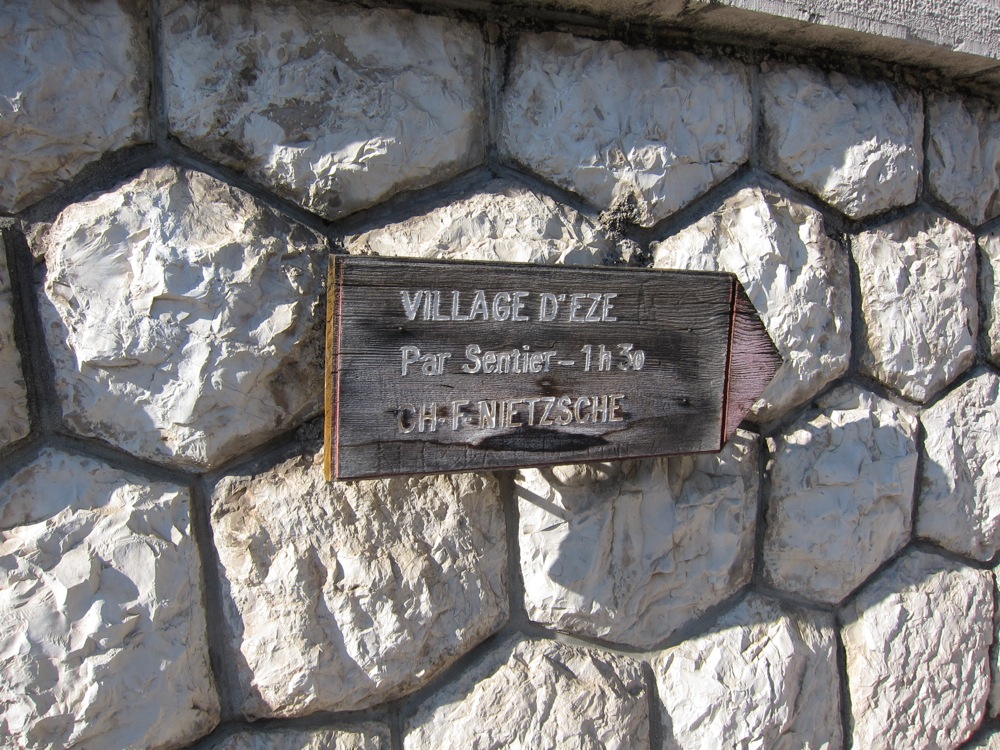 VILLAGE D'EZE
Par Sentier - 1h30
CH. F. NIETZSCHE